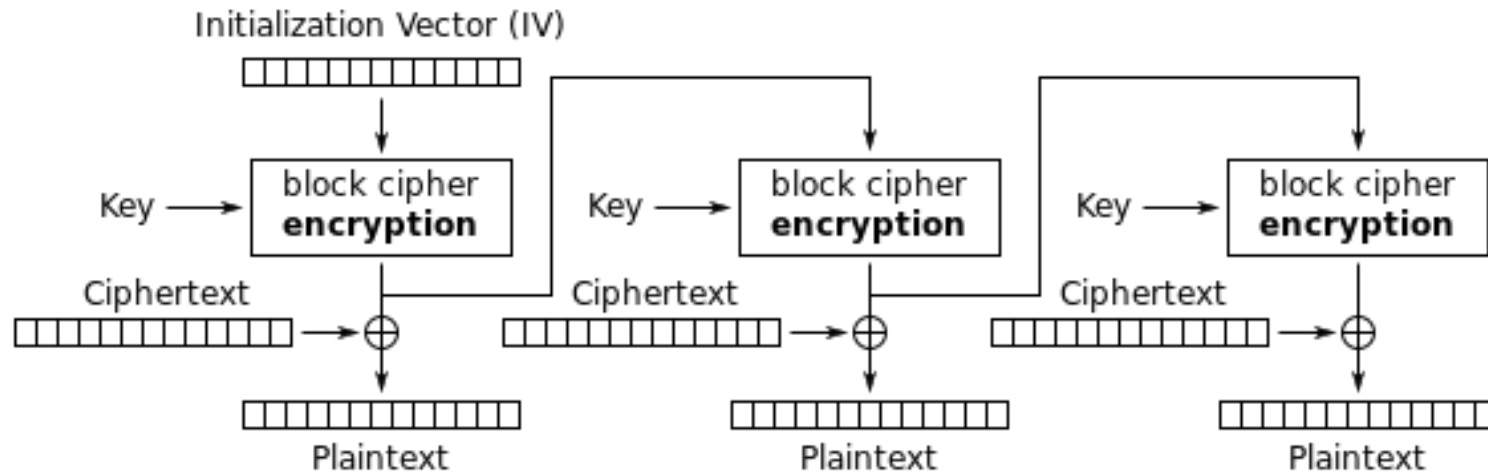 Initialization Vector (IV)
Key
block cipher
encryption
Key
block cipher
encryption
Key
block cipher
encryption
Ciphertext
Ciphertext
Ciphertext
Plaintext
Plaintext
Plaintext